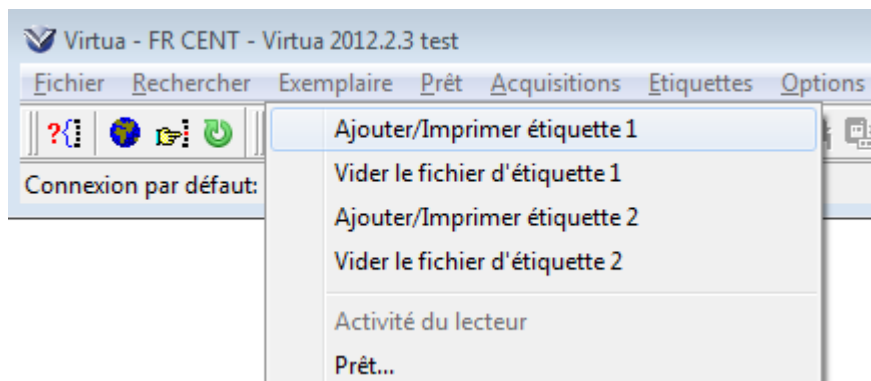 Virtua - FR CENT - Virtua 2012.2.3 test
Fichier Rechercher Exemplaire Prêt Acquisitions Etiquettes Options
?{
Connexion par défaut:
Ajouter/Imprimer étiquette 1
Vider le fichier d'étiquette 1
Ajouter/Imprimer étiquette 2
Vider le fichier d'étiquette 2
Activité du lecteur
Prêt...